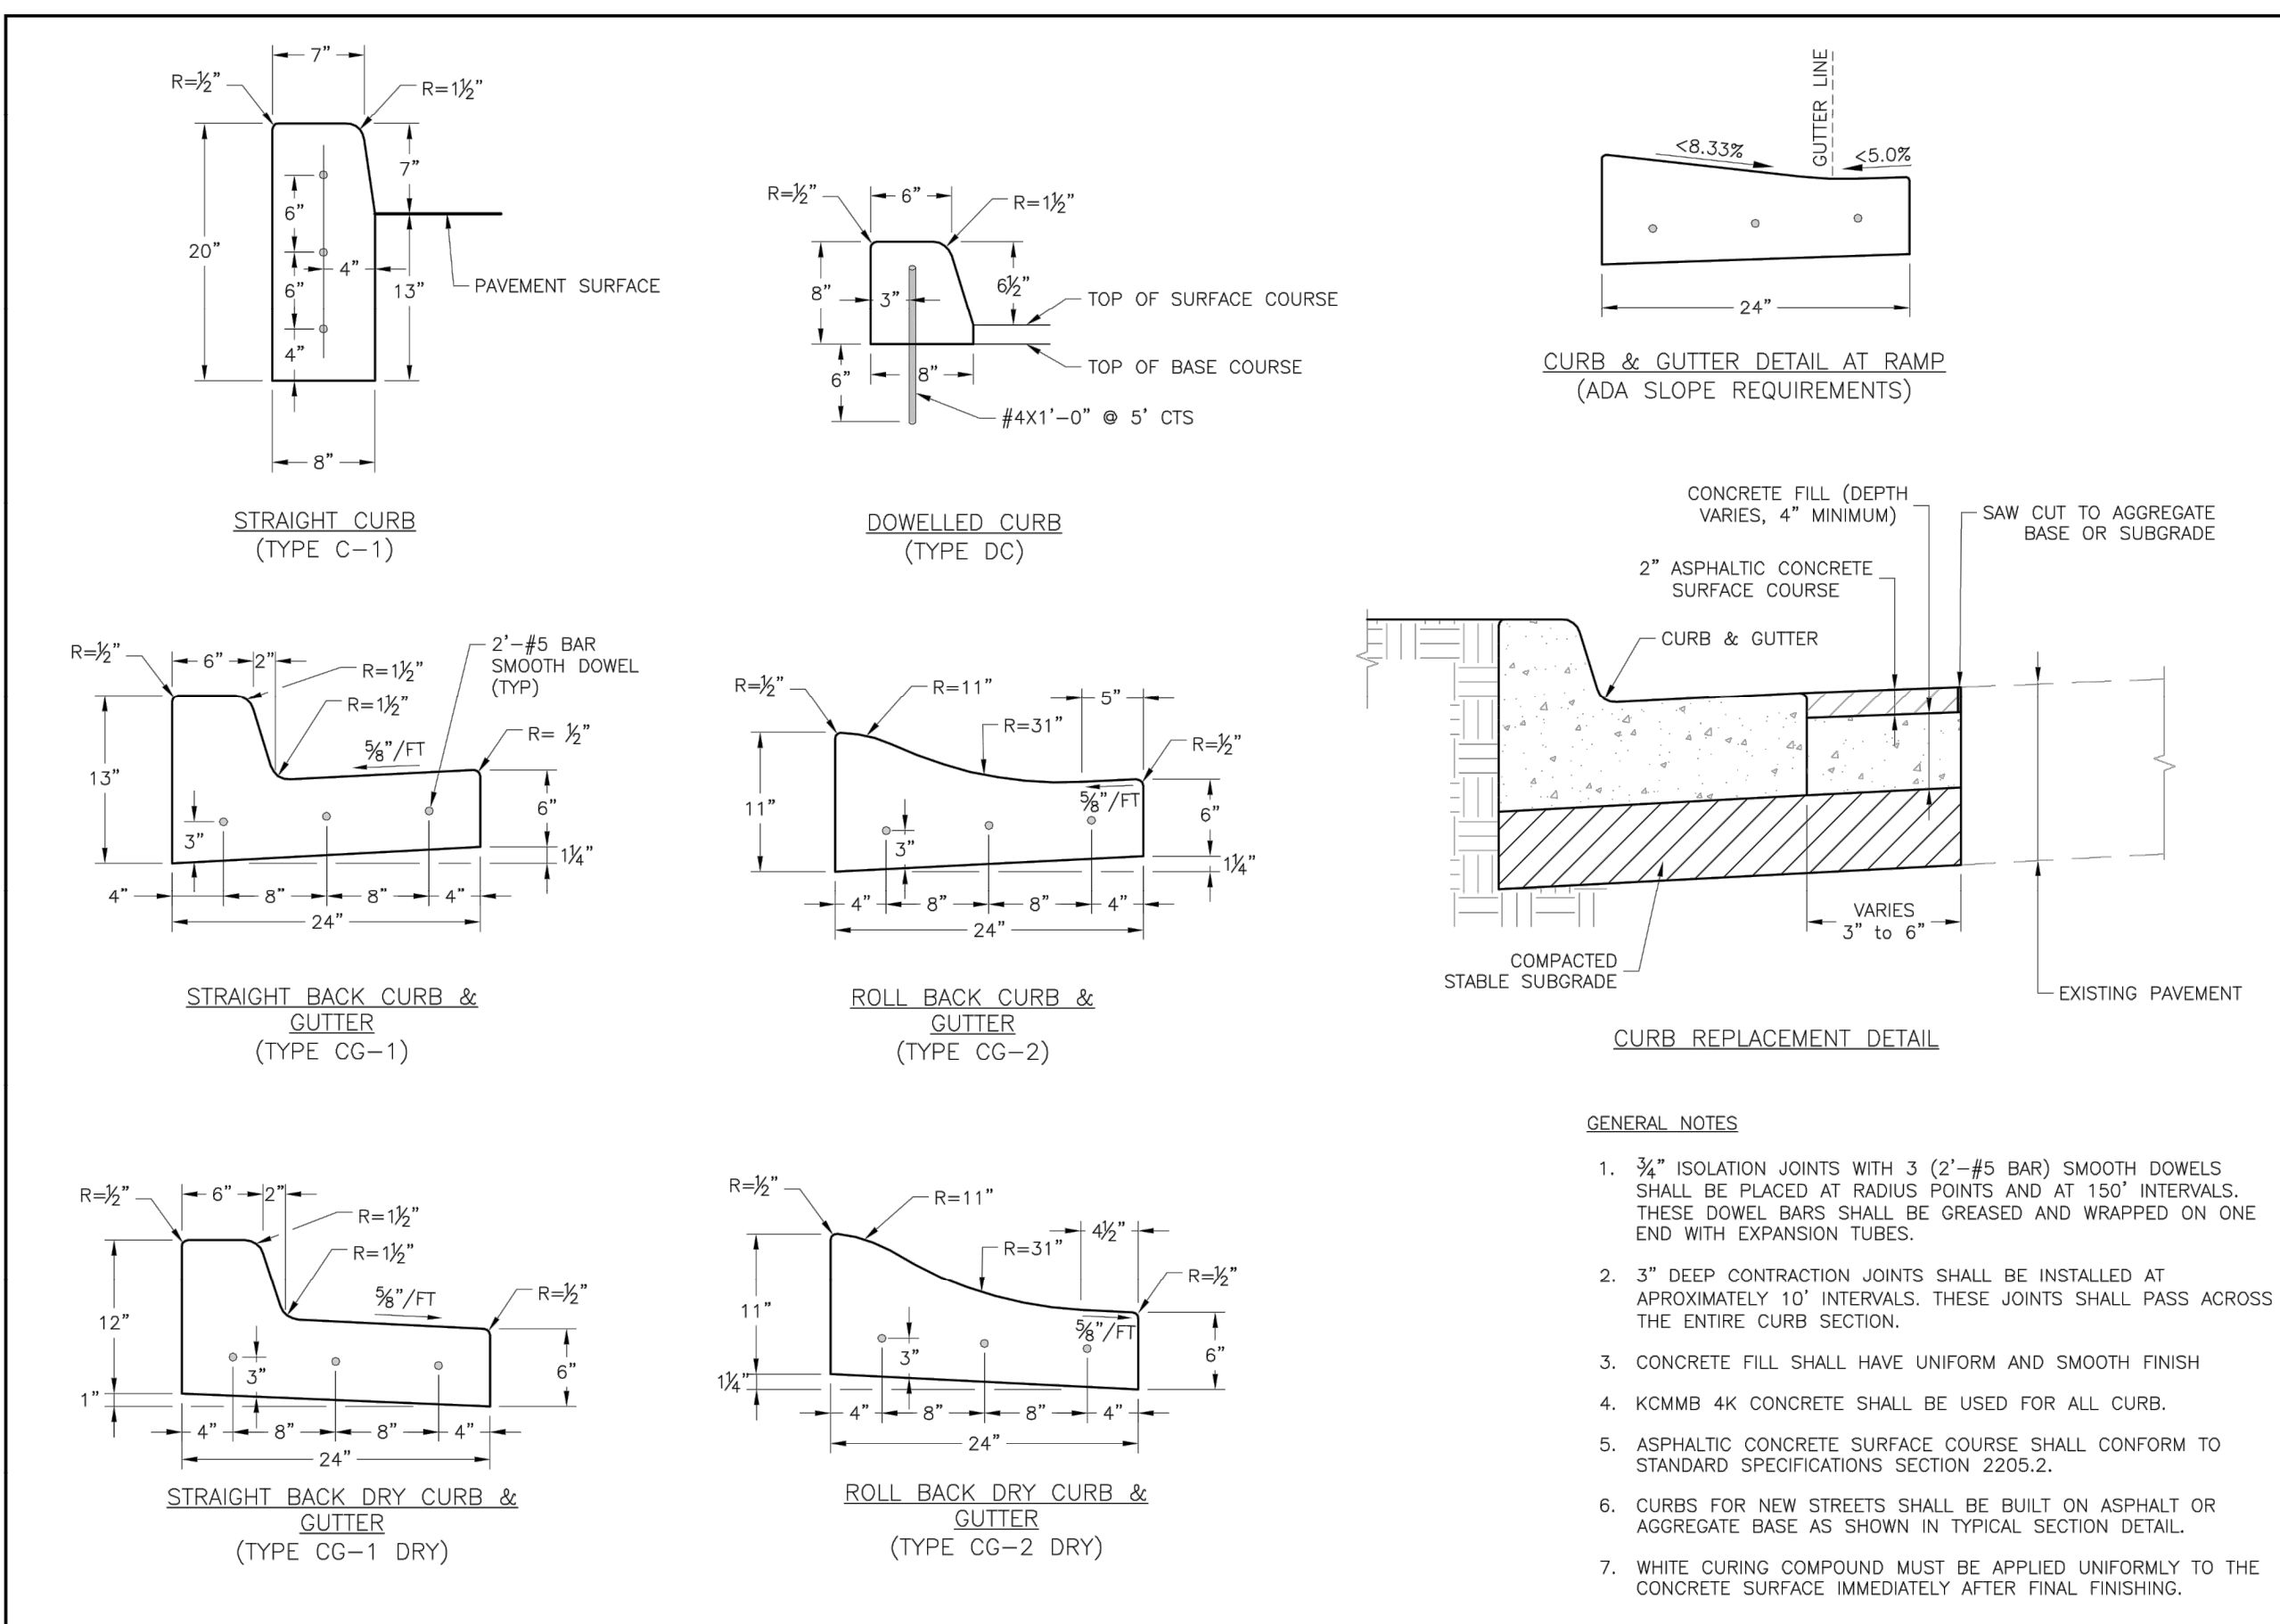 7"
R=½"
R=1½"
7"
20"
6"
6"
4"
4"
13"
PAVEMENT SURFACE
8"
STRAIGHT CURB
(TYPE C-1)
R=½"
6"
R=1½"
8"
3"
6½"
TOP OF SURFACE COURSE
TOP OF BASE COURSE
6"
8"
#4X1'-0" @ 5' CTS
DOWELLED CURB
(TYPE DC)
GUTTER LINE
<8.33%
<5.0%
24"
CURB & GUTTER DETAIL AT RAMP
(ADA SLOPE REQUIREMENTS)
R=½"
6"
2"
R=1½"
R=1½"
2'-#5 BAR
SMOOTH DOWEL
(TYP)
⅝"/FT
R= ½"
13"
3"
6"
1¼"
4"
8"
8"
4"
24"
STRAIGHT BACK CURB &
GUTTER
(TYPE CG-1)
R=½"
R=11"
R=31"
5"
R=½"
⅝"/FT
11"
3"
6"
1¼"
4"
8"
8"
4"
24"
ROLL BACK CURB &
GUTTER
(TYPE CG-2)
CONCRETE FILL (DEPTH
VARIES, 4" MINIMUM)
SAW CUT TO AGGREGATE
BASE OR SUBGRADE
2" ASPHALTIC CONCRETE
SURFACE COURSE
CURB & GUTTER
VARIES
3" to 6"
COMPACTED
STABLE SUBGRADE
EXISTING PAVEMENT
CURB REPLACEMENT DETAIL
R=½"
6"
2"
R=1½"
R=1½"
⅝"/FT
R=½"
12"
3"
6"
1"
4"
8"
8"
4"
24"
STRAIGHT BACK DRY CURB &
GUTTER
(TYPE CG-1 DRY)
R=½"
R=11"
R=31"
4½"
R=½"
⅝"/FT
11"
3"
6"
1¼"
4"
8"
8"
4"
24"
ROLL BACK DRY CURB &
GUTTER
(TYPE CG-2 DRY)
GENERAL NOTES
1. ¾" ISOLATION JOINTS WITH 3 (2'-#5 BAR) SMOOTH DOWELS
SHALL BE PLACED AT RADIUS POINTS AND AT 150' INTERVALS.
THESE DOWEL BARS SHALL BE GREASED AND WRAPPED ON ONE
END WITH EXPANSION TUBES.
2. 3" DEEP CONTRACTION JOINTS SHALL BE INSTALLED AT
APROXIMATELY 10' INTERVALS. THESE JOINTS SHALL PASS ACROSS
THE ENTIRE CURB SECTION.
3. CONCRETE FILL SHALL HAVE UNIFORM AND SMOOTH FINISH
4. KCMMB 4K CONCRETE SHALL BE USED FOR ALL CURB.
5. ASPHALTIC CONCRETE SURFACE COURSE SHALL CONFORM TO
STANDARD SPECIFICATIONS SECTION 2205.2.
6. CURBS FOR NEW STREETS SHALL BE BUILT ON ASPHALT OR
AGGREGATE BASE AS SHOWN IN TYPICAL SECTION DETAIL.
7. WHITE CURING COMPOUND MUST BE APPLIED UNIFORMLY TO THE
CONCRETE SURFACE IMMEDIATELY AFTER FINAL FINISHING.